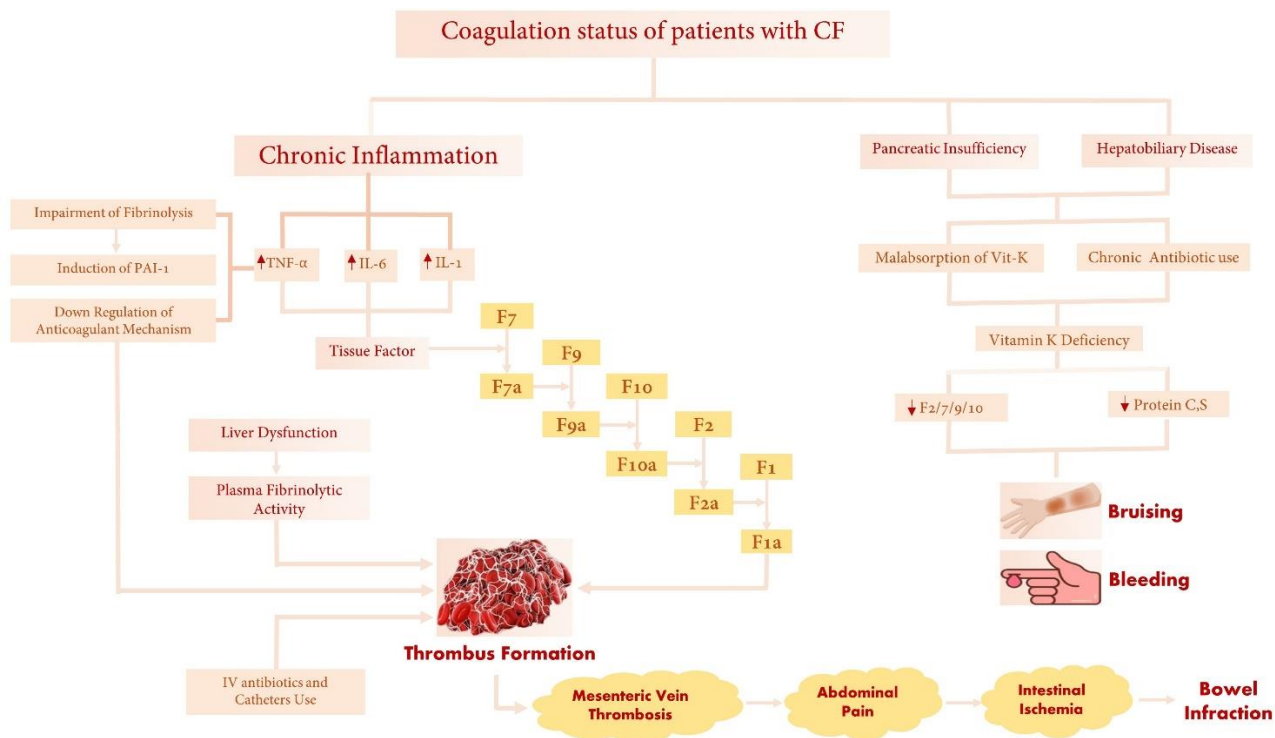 Coagulation status of patients with CF
Chronic Inflammation
Pancreatic Insufficiency
Hepatobiliary Disease
Impairment of Fibrinolysis
Induction of PAI-1
Down Regulation of
Anticoagulant Mechanism
TNF-α
IL-6
IL-1
Malabsorption of Vit-K
Chronic Antibiotic use
Tissue Factor
Vitamin K Deficiency
F7
F9
F7a
F10
F9a
F2
F10a
F1
F2a
F1a
F2/7/9/10
Protein C,S
Liver Dysfunction
Plasma Fibrinolytic
Activity
Bruising
Bleeding
Thrombus Formation
IV antibiotics and
Catheters Use
Mesenteric Vein
Thrombosis
Abdominal
Pain
Intestinal
Ischemia
Bowel
Infraction